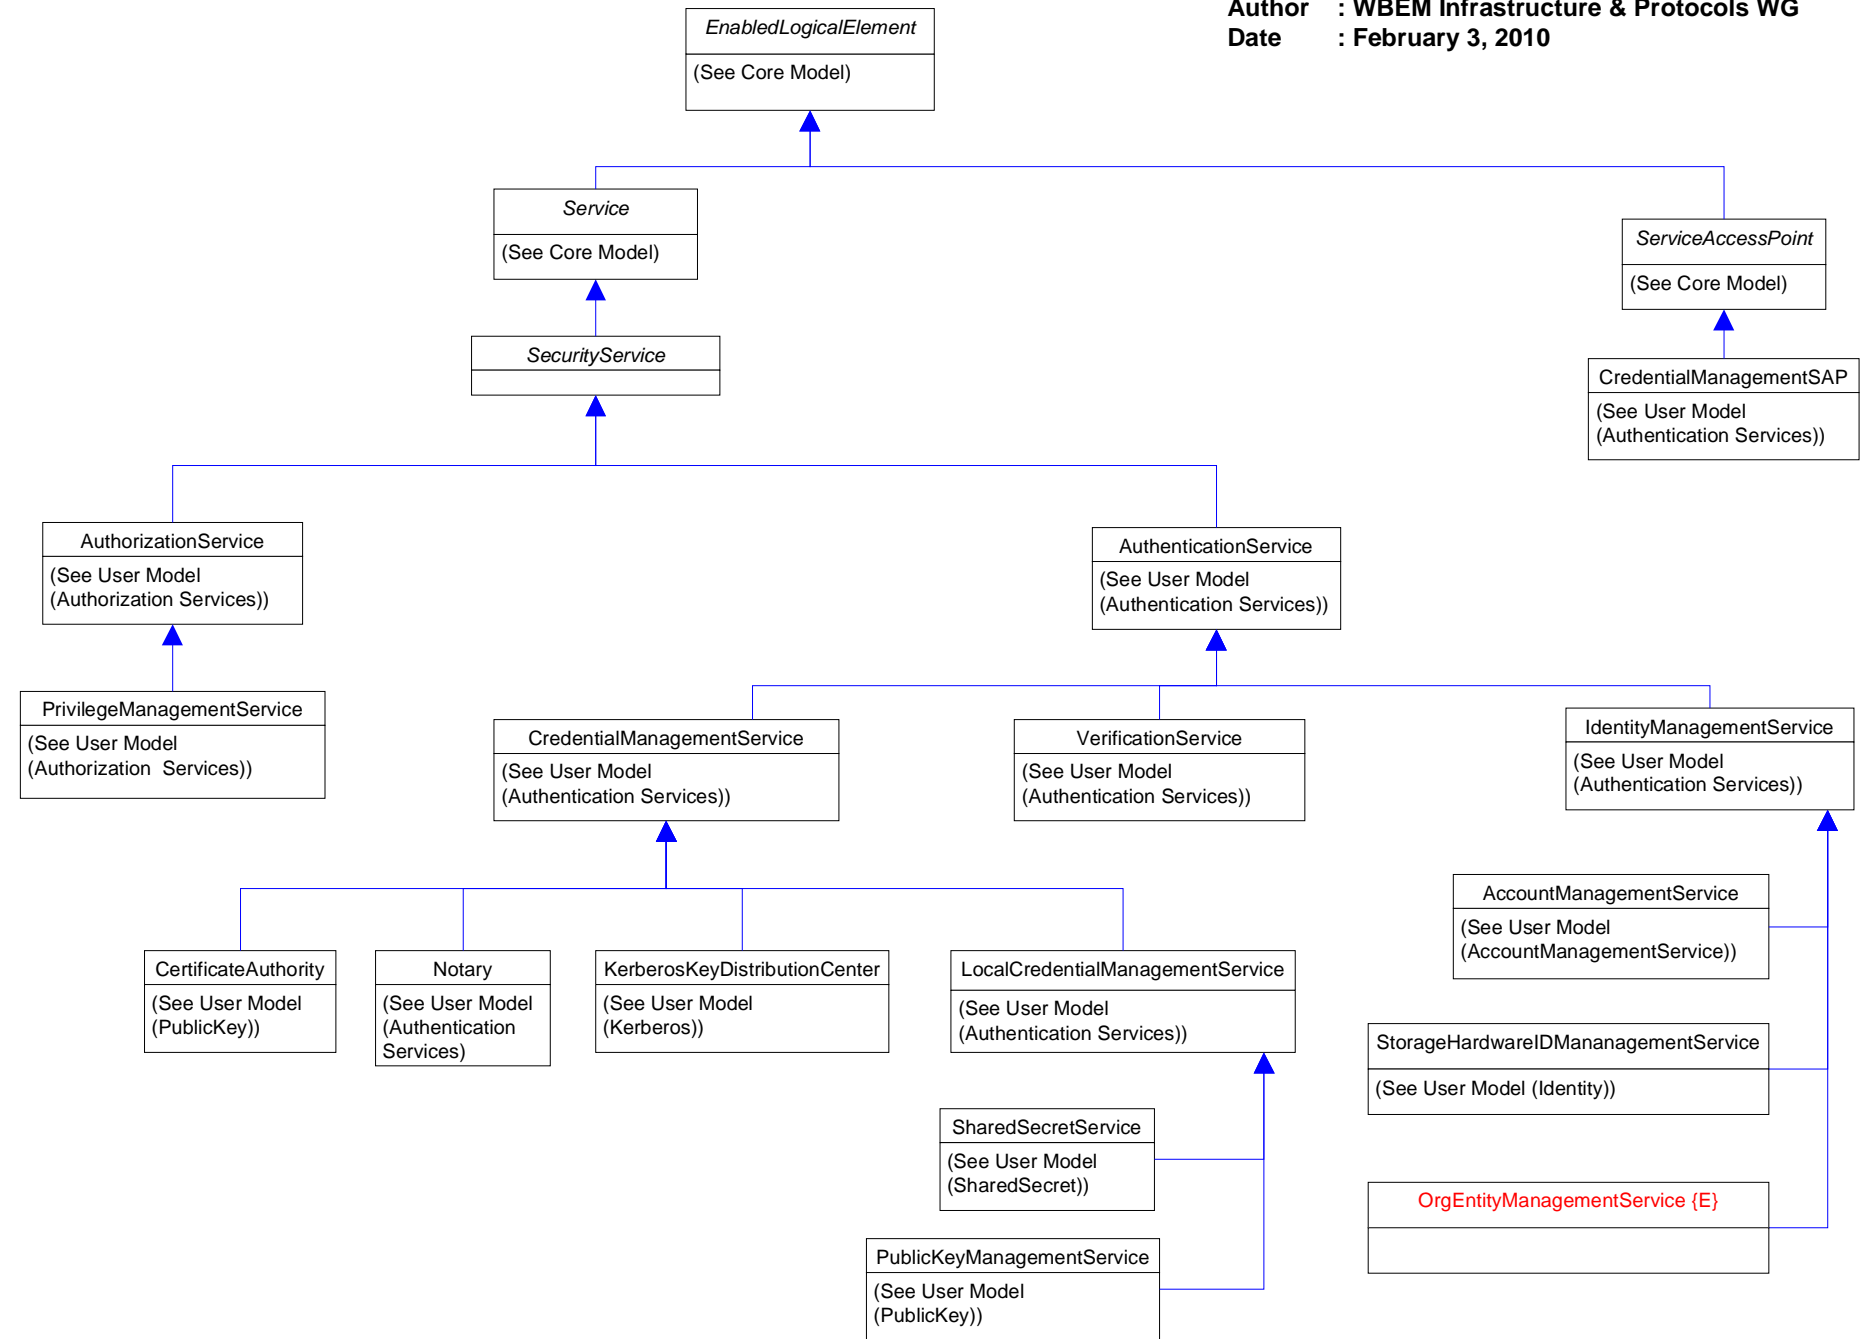 Author : WBEM Infrastructure & Protocols WG
Date : February 3, 2010
EnabledLogicalElement
(See Core Model)
Service
(See Core Model)
ServiceAccessPoint
(See Core Model)
SecurityService
CredentialManagementSAP
(See User Model
(Authentication Services))
AuthorizationService
(See User Model
(Authorization Services))
AuthenticationService
(See User Model
(Authentication Services))
PrivilegeManagementService
(See User Model
(Authorization  Services))
CredentialManagementService
(See User Model
(Authentication Services))
VerificationService
(See User Model
(Authentication Services))
IdentityManagementService
(See User Model
(Authentication Services))
AccountManagementService
(See User Model
(AccountManagementService))
CertificateAuthority
(See User Model
(PublicKey))
Notary
(See User Model
(Authentication
Services)
KerberosKeyDistributionCenter
(See User Model
(Kerberos))
LocalCredentialManagementService
(See User Model
(Authentication Services))
StorageHardwareIDMananagementService
(See User Model (Identity))
SharedSecretService
(See User Model
(SharedSecret))
OrgEntityManagementService {E}
PublicKeyManagementService
(See User Model
(PublicKey))